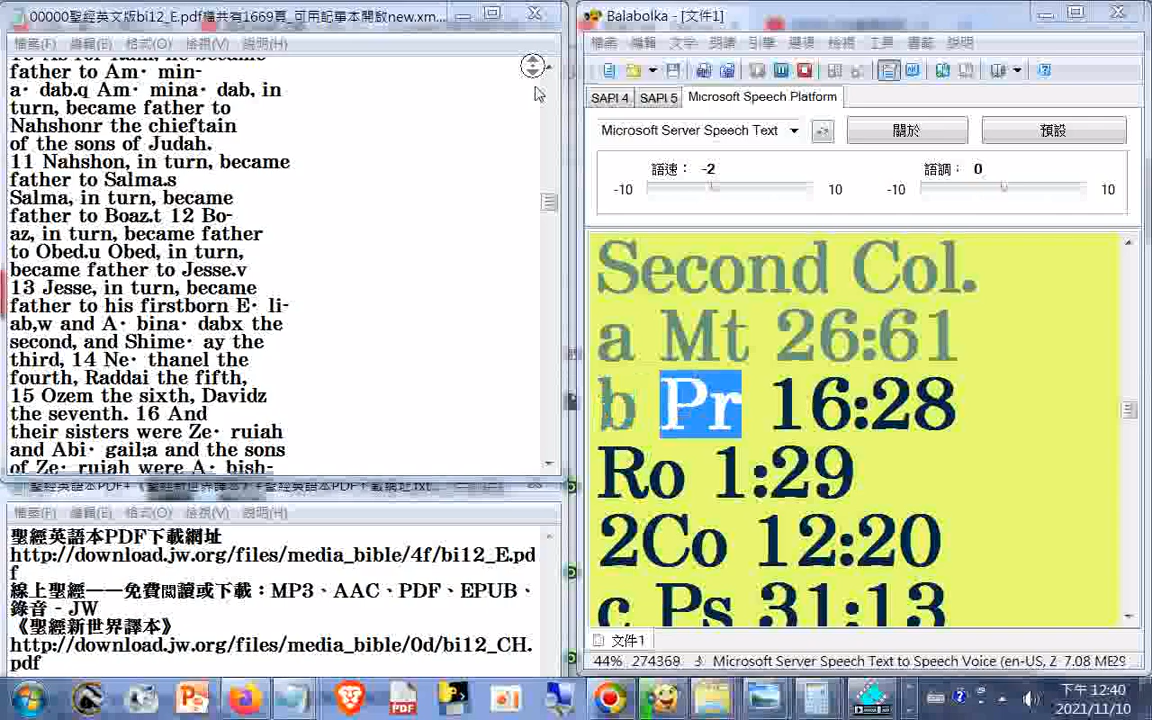 00000聖經英文版bi12_E.pdf檔共有1669頁_可用記事本開啟new.xm...
檔案(F) 編輯(E) 格式(O) 檢視(V) 說明(H)
father to Am· min-
a· dab.q Am· mina· dab, in
turn, became father to
Nahshonr the chieftain
of the sons of Judah.
11 Nahshon, in turn, became
father to Salma.s
Salma, in turn, became
father to Boaz.t 12 Bo-
az, in turn, became father
to Obed.u Obed, in turn,
became father to Jesse.v
13 Jesse, in turn, became
father to his firstborn E· li-
ab,w and A· bina· dabx the
second, and Shime· ay the
third, 14 Ne· thanel the
fourth, Raddai the fifth,
15 Ozem the sixth, Davidz
the seventh. 16 And
their sisters were Ze· ruiah
and Abi· gail;a and the sons
of Ze· ruiah were A· bish-
檔案(F) 編輯(E) 格式(O) 檢視(V) 說明(H)
聖經英語本PDF下載網址
http://download.jw.org/files/media_bible/4f/bi12_E.pd
f
線上聖經——免費閱讀或下載：MP3、AAC、PDF、EPUB、
錄音 - JW
《聖經新世界譯本》
http://download.jw.org/files/media_bible/0d/bi12_CH.
pdf
Balabolka - [文件1]
檔案 編輯 文字 朗讀 引擎 選項 檢視 工具 書籤 說明
SAPI 4 SAPI 5 Microsoft Speech Platform
Microsoft Server Speech Text 關於 預設
語速： -2 語調： 0
-10 10 -10 10
Second Col.
a Mt 26:61
b Pr 16:28
Ro 1:29
2Co 12:20
c Ps 31:13
文件1
44% 274369 Microsoft Server Speech Text to Speech Voice (en-US, Z 7.08 ME
下午 12:40
2021/11/10